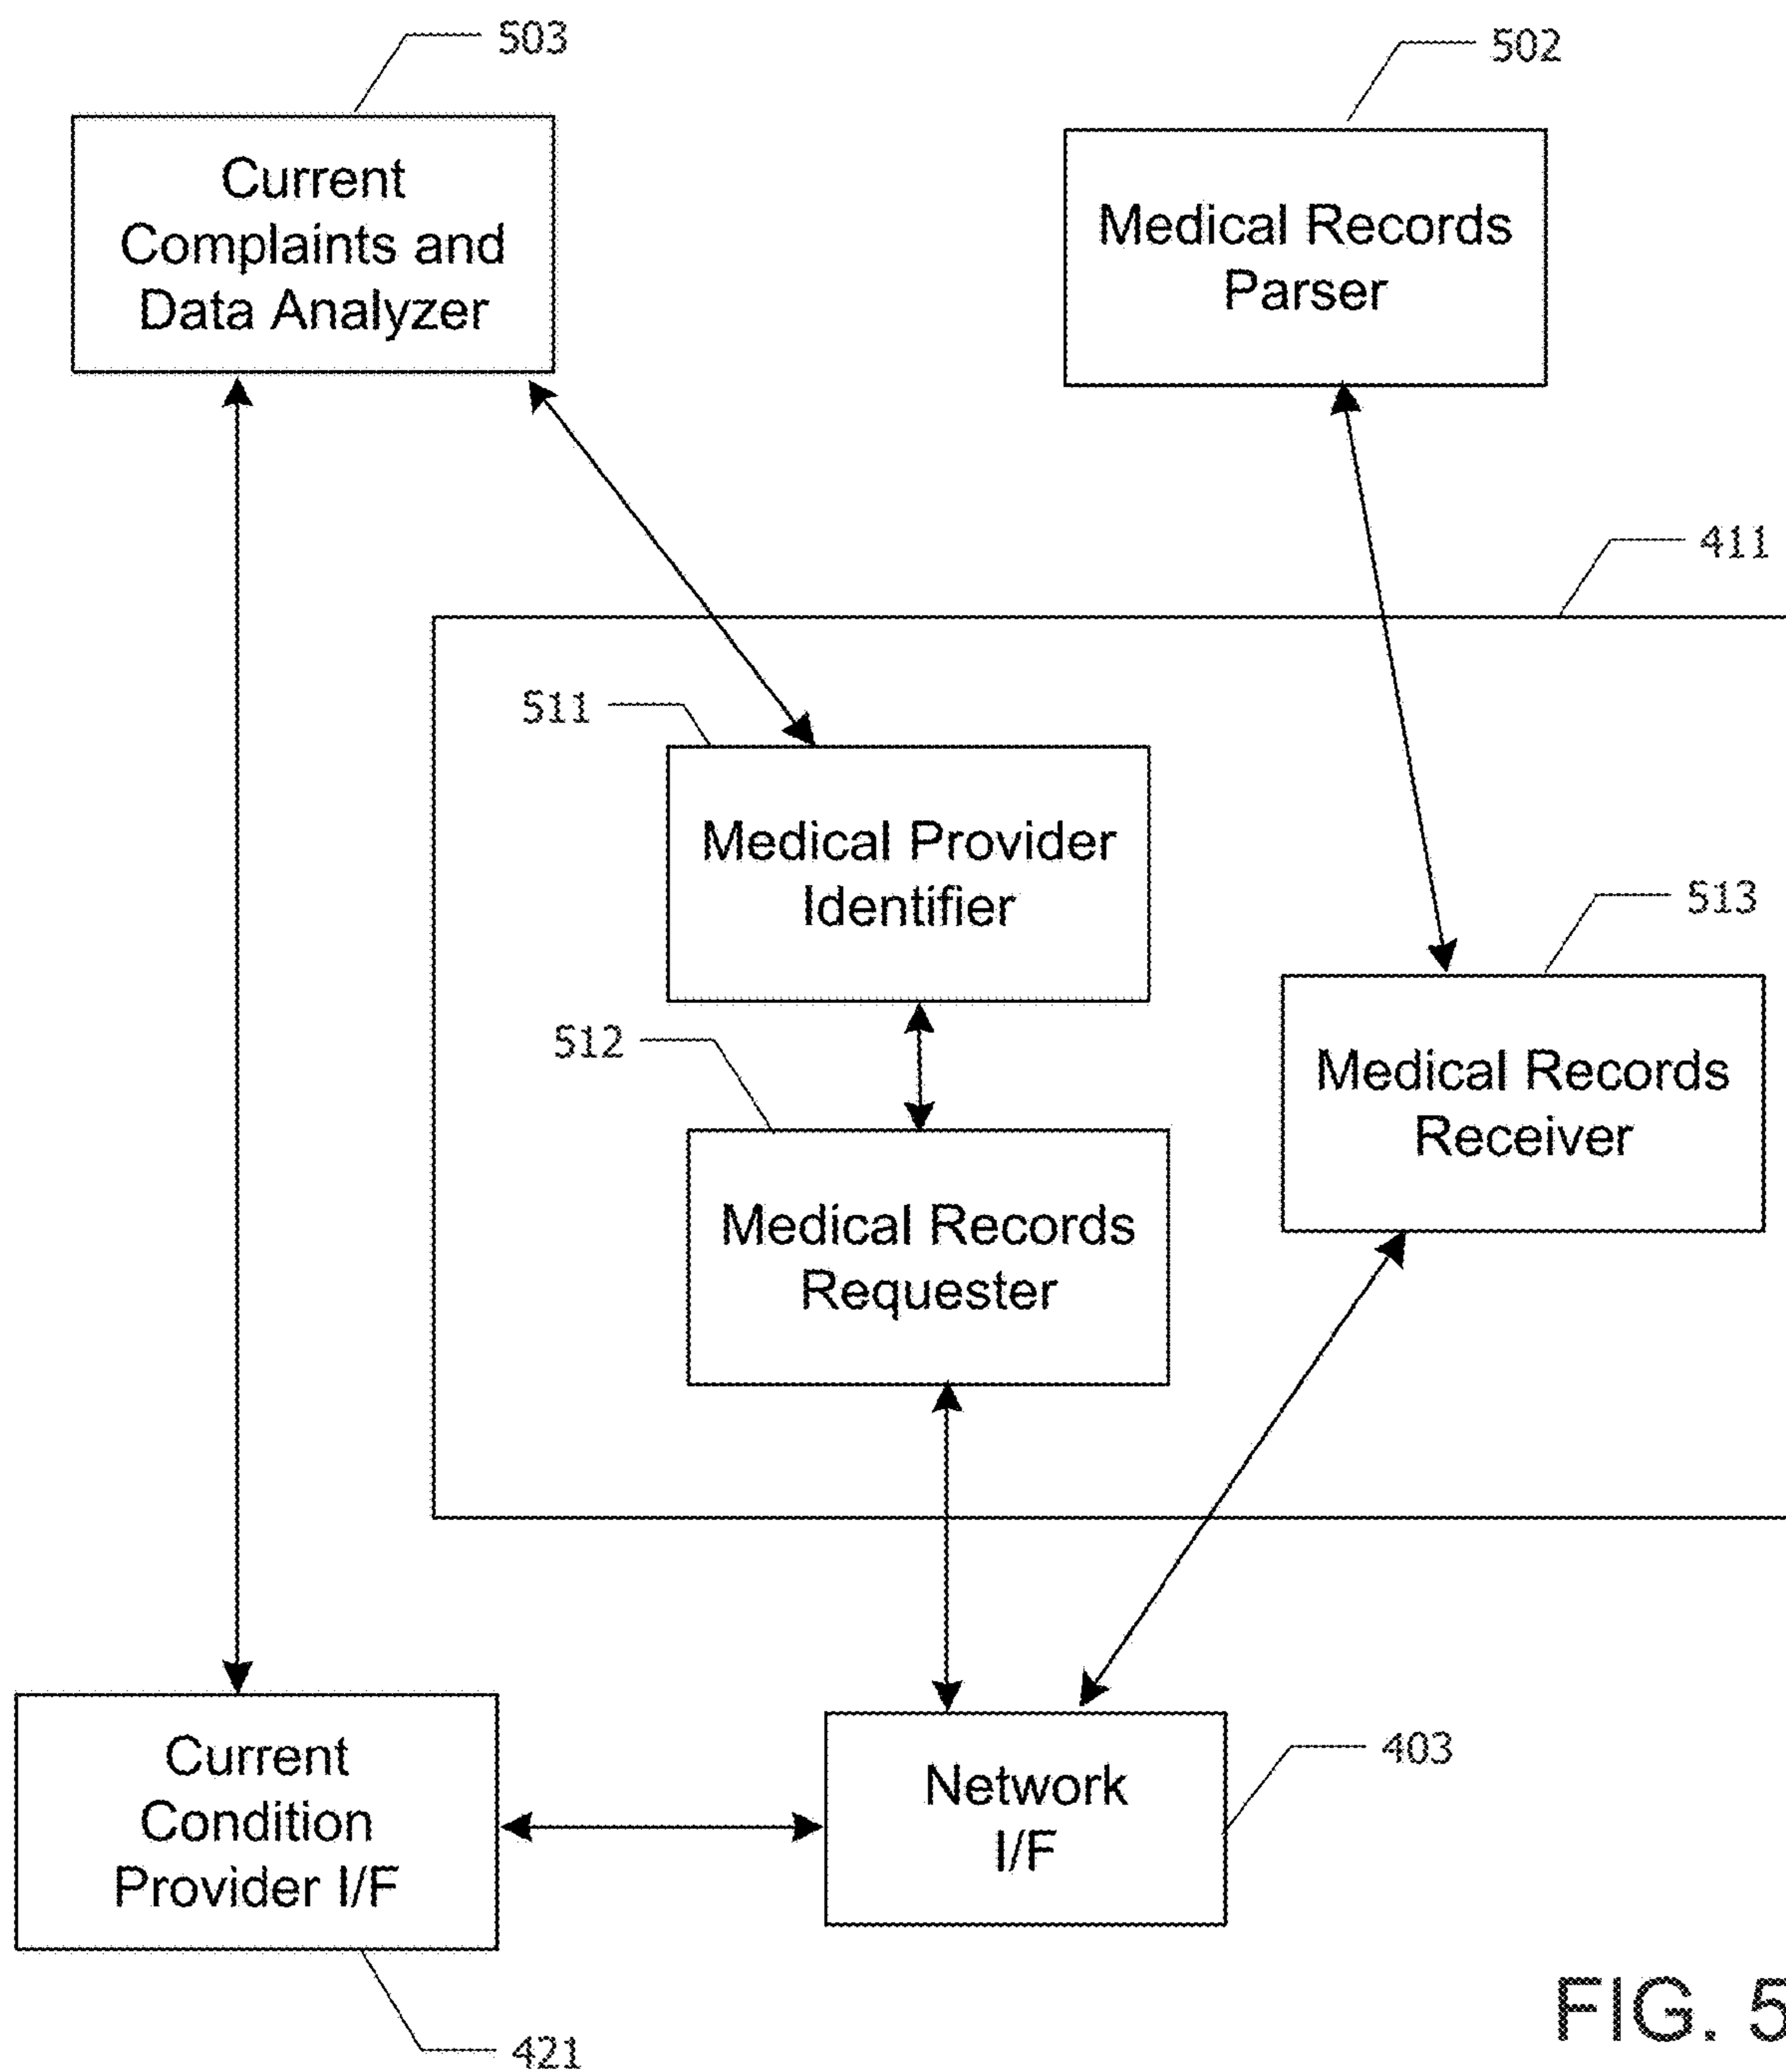 503
502
Current
Complaints and
Data Analyzer
Medical Records
Parser
411
511
Medical Provider
Identifier
513
512
Medical Records
Receiver
Medical Records
Requester
Current
Condition
Provider I/F
Network
I/F
403
421
FIG. 5